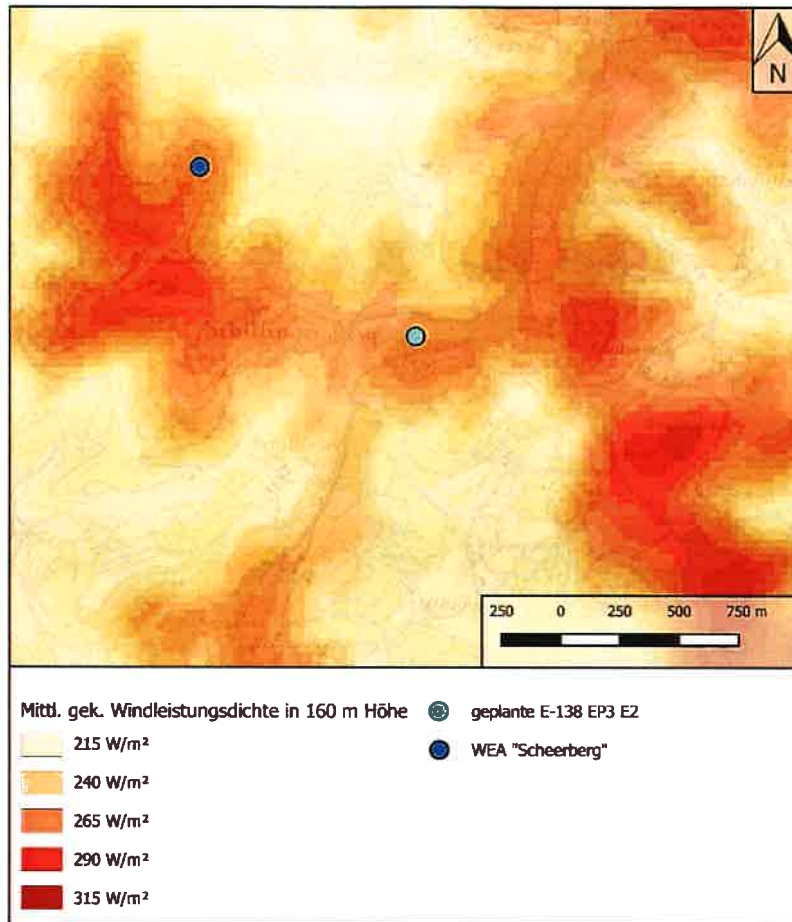 N
250 0 250 500 750 m
Mittl. gek. Windleistungsdichte in 160 m Höhe
215 W/m²
240 W/m²
265 W/m²
290 W/m²
315 W/m²
geplante E-138 EP3 E2
WEA "Scheerberg"